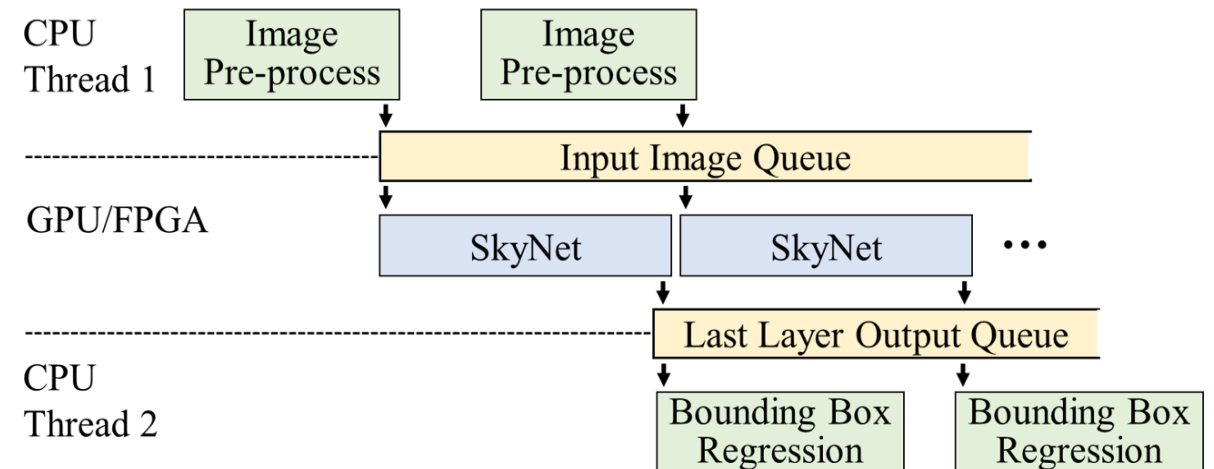 CPU
Thread 1
Image
Pre-process
Image
Pre-process
Input Image Queue
GPU/FPGA
SkyNet
SkyNet
...
Last Layer Output Queue
CPU
Thread 2
Bounding Box
Regression
Bounding Box
Regression